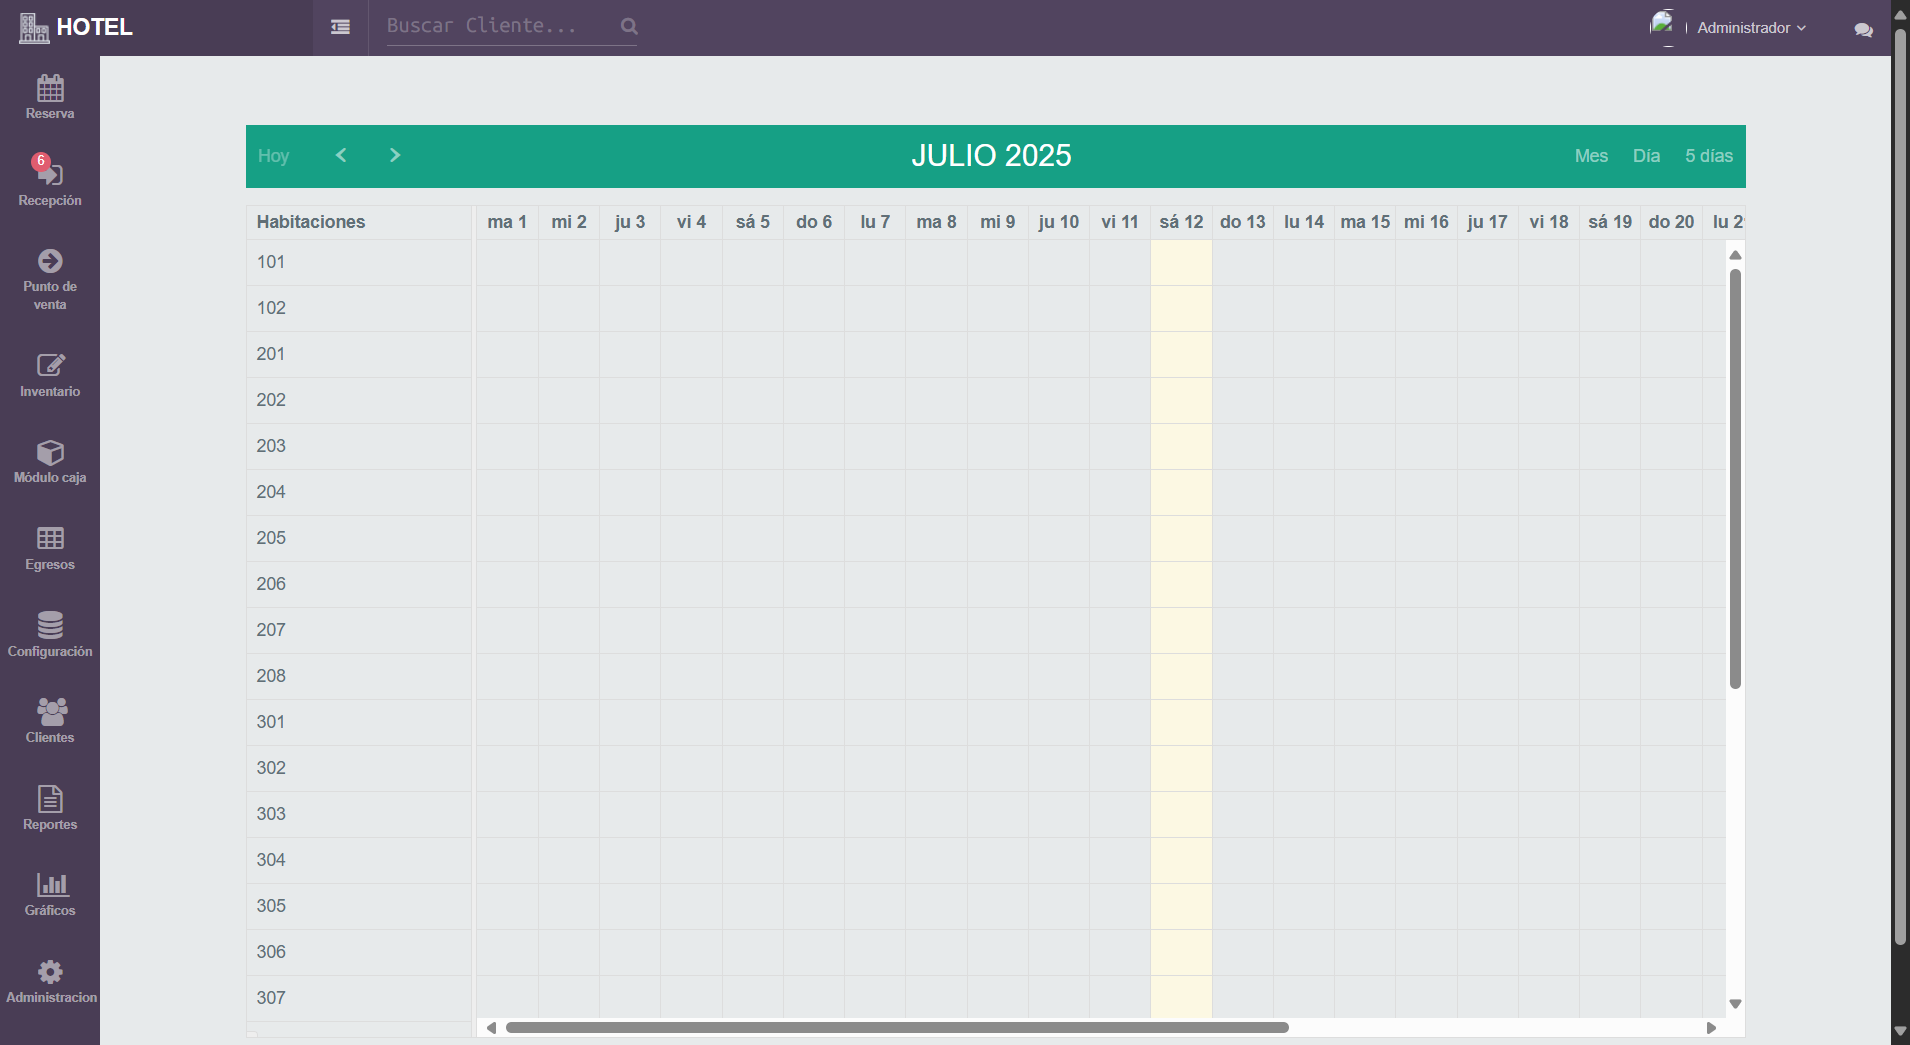 HOTEL
Buscar Cliente...
Administrador
Reserva
6
Recepción
Punto de
venta
Inventario
Módulo caja
Egresos
Configuración
Clientes
Reportes
Gráficos
Administracion
Hoy
JULIO 2025
Mes Día 5 días
Habitaciones ma 1 mi 2 ju 3 vi 4 sá 5 do 6 lu 7 ma 8 mi 9 ju 10 vi 11 sá 12 do 13 lu 14 ma 15 mi 16 ju 17 vi 18 sá 19 do 20 lu 2
101
102
201
202
203
204
205
206
207
208
301
302
303
304
305
306
307